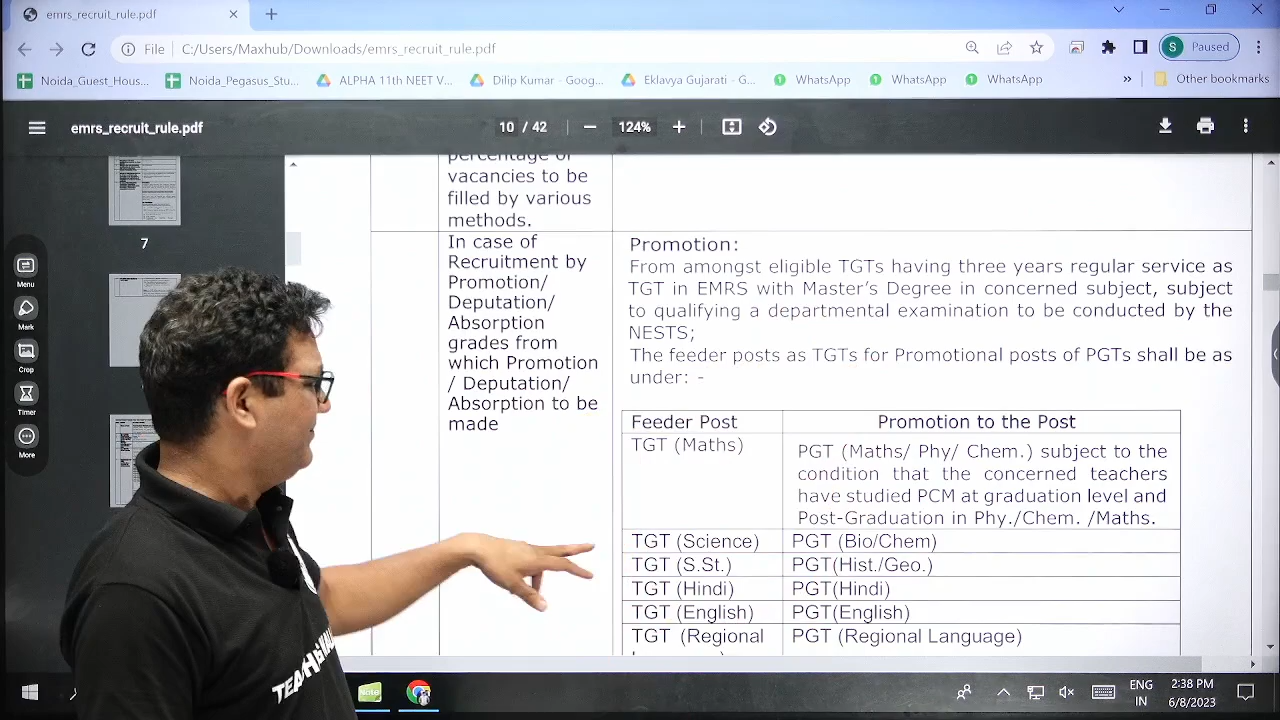 emrs_recruit_rule.pdf
File
C:/Users/Maxhub/Downloads/emrs_recruit_rule.pdf
S
Paused
Noida_Guest_Hous...
Noida_Pegasus_Stu...
ALPHA 11th NEET V...
Dilip Kumar - Goog...
Eklavya Gujarati - G...
1
WhatsApp
1
WhatsApp
1
WhatsApp
»
Other bookmarks
emrs_recruit_rule.pdf
10 / 42
124%
7
Menu
Mark
Crop
Timer
More
percentage of
vacancies to be
filled by various
methods.
In case of
Recruitment by
Promotion/
Deputation/
Absorption
grades from
which Promotion
/ Deputation/
Absorption to be
made
Promotion:
From amongst eligible TGTs having three years regular service as
TGT in EMRS with Master's Degree in concerned subject, subject
to qualifying a departmental examination to be conducted by the
NESTS;
The feeder posts as TGTs for Promotional posts of PGTs shall be as
under: -
Feeder Post
Promotion to the Post
TGT (Maths)
PGT (Maths/ Phy/ Chem.) subject to the
condition that the concerned teachers
have studied PCM at graduation level and
Post-Graduation in Phy./Chem. /Maths.
TGT (Science)
PGT (Bio/Chem)
TGT (S.St.)
PGT(Hist./Geo.)
TGT (Hindi)
PGT(Hindi)
TGT (English)
PGT(English)
TGT (Regional
PGT (Regional Language)
Note
ENG
IN
2:38 PM
6/8/2023